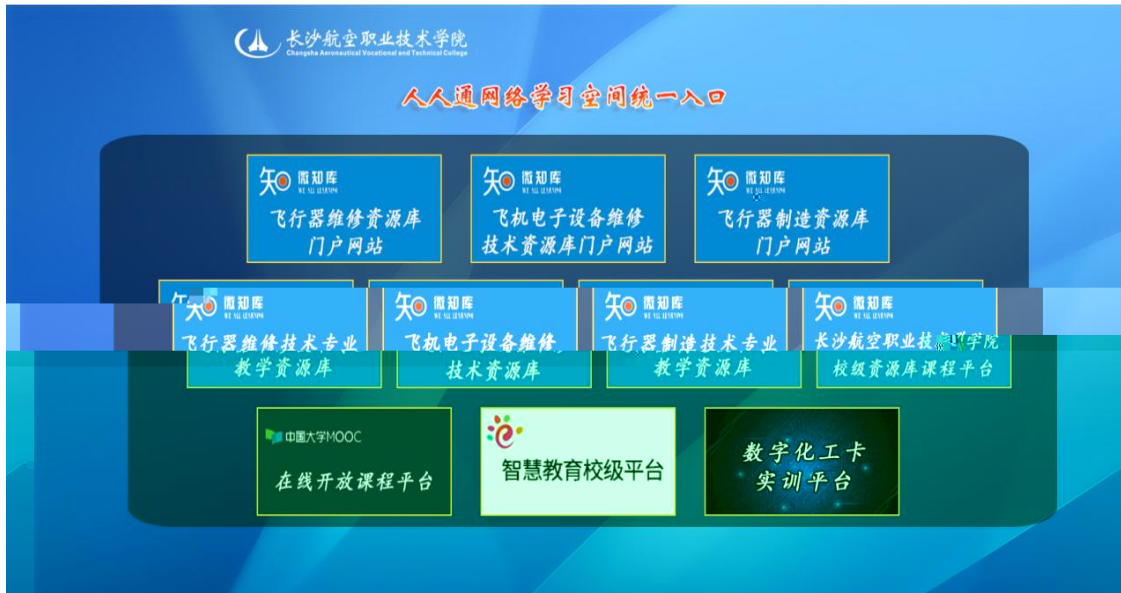 长沙航空职业技术学院
Changsha Aeronautical Vocational and Technical College
人人通网络学习空间统一入口
知 微知库
飞行器维修资源库
门户网站
知 微知库
飞机电子设备维修
技术资源库门户网站
知 微知库
飞行器制造资源库
门户网站
知 微知库
飞行器维修技术专业
教学资源库
知 微知库
飞机电子设备维修
技术资源库
知 微知库
飞行器制造技术专业
教学资源库
知 微知库
长沙航空职业技术学院
校级资源库课程平台
中国大学MOOC
在线开放课程平台
智慧教育校级平台
数字化工卡
实训平台